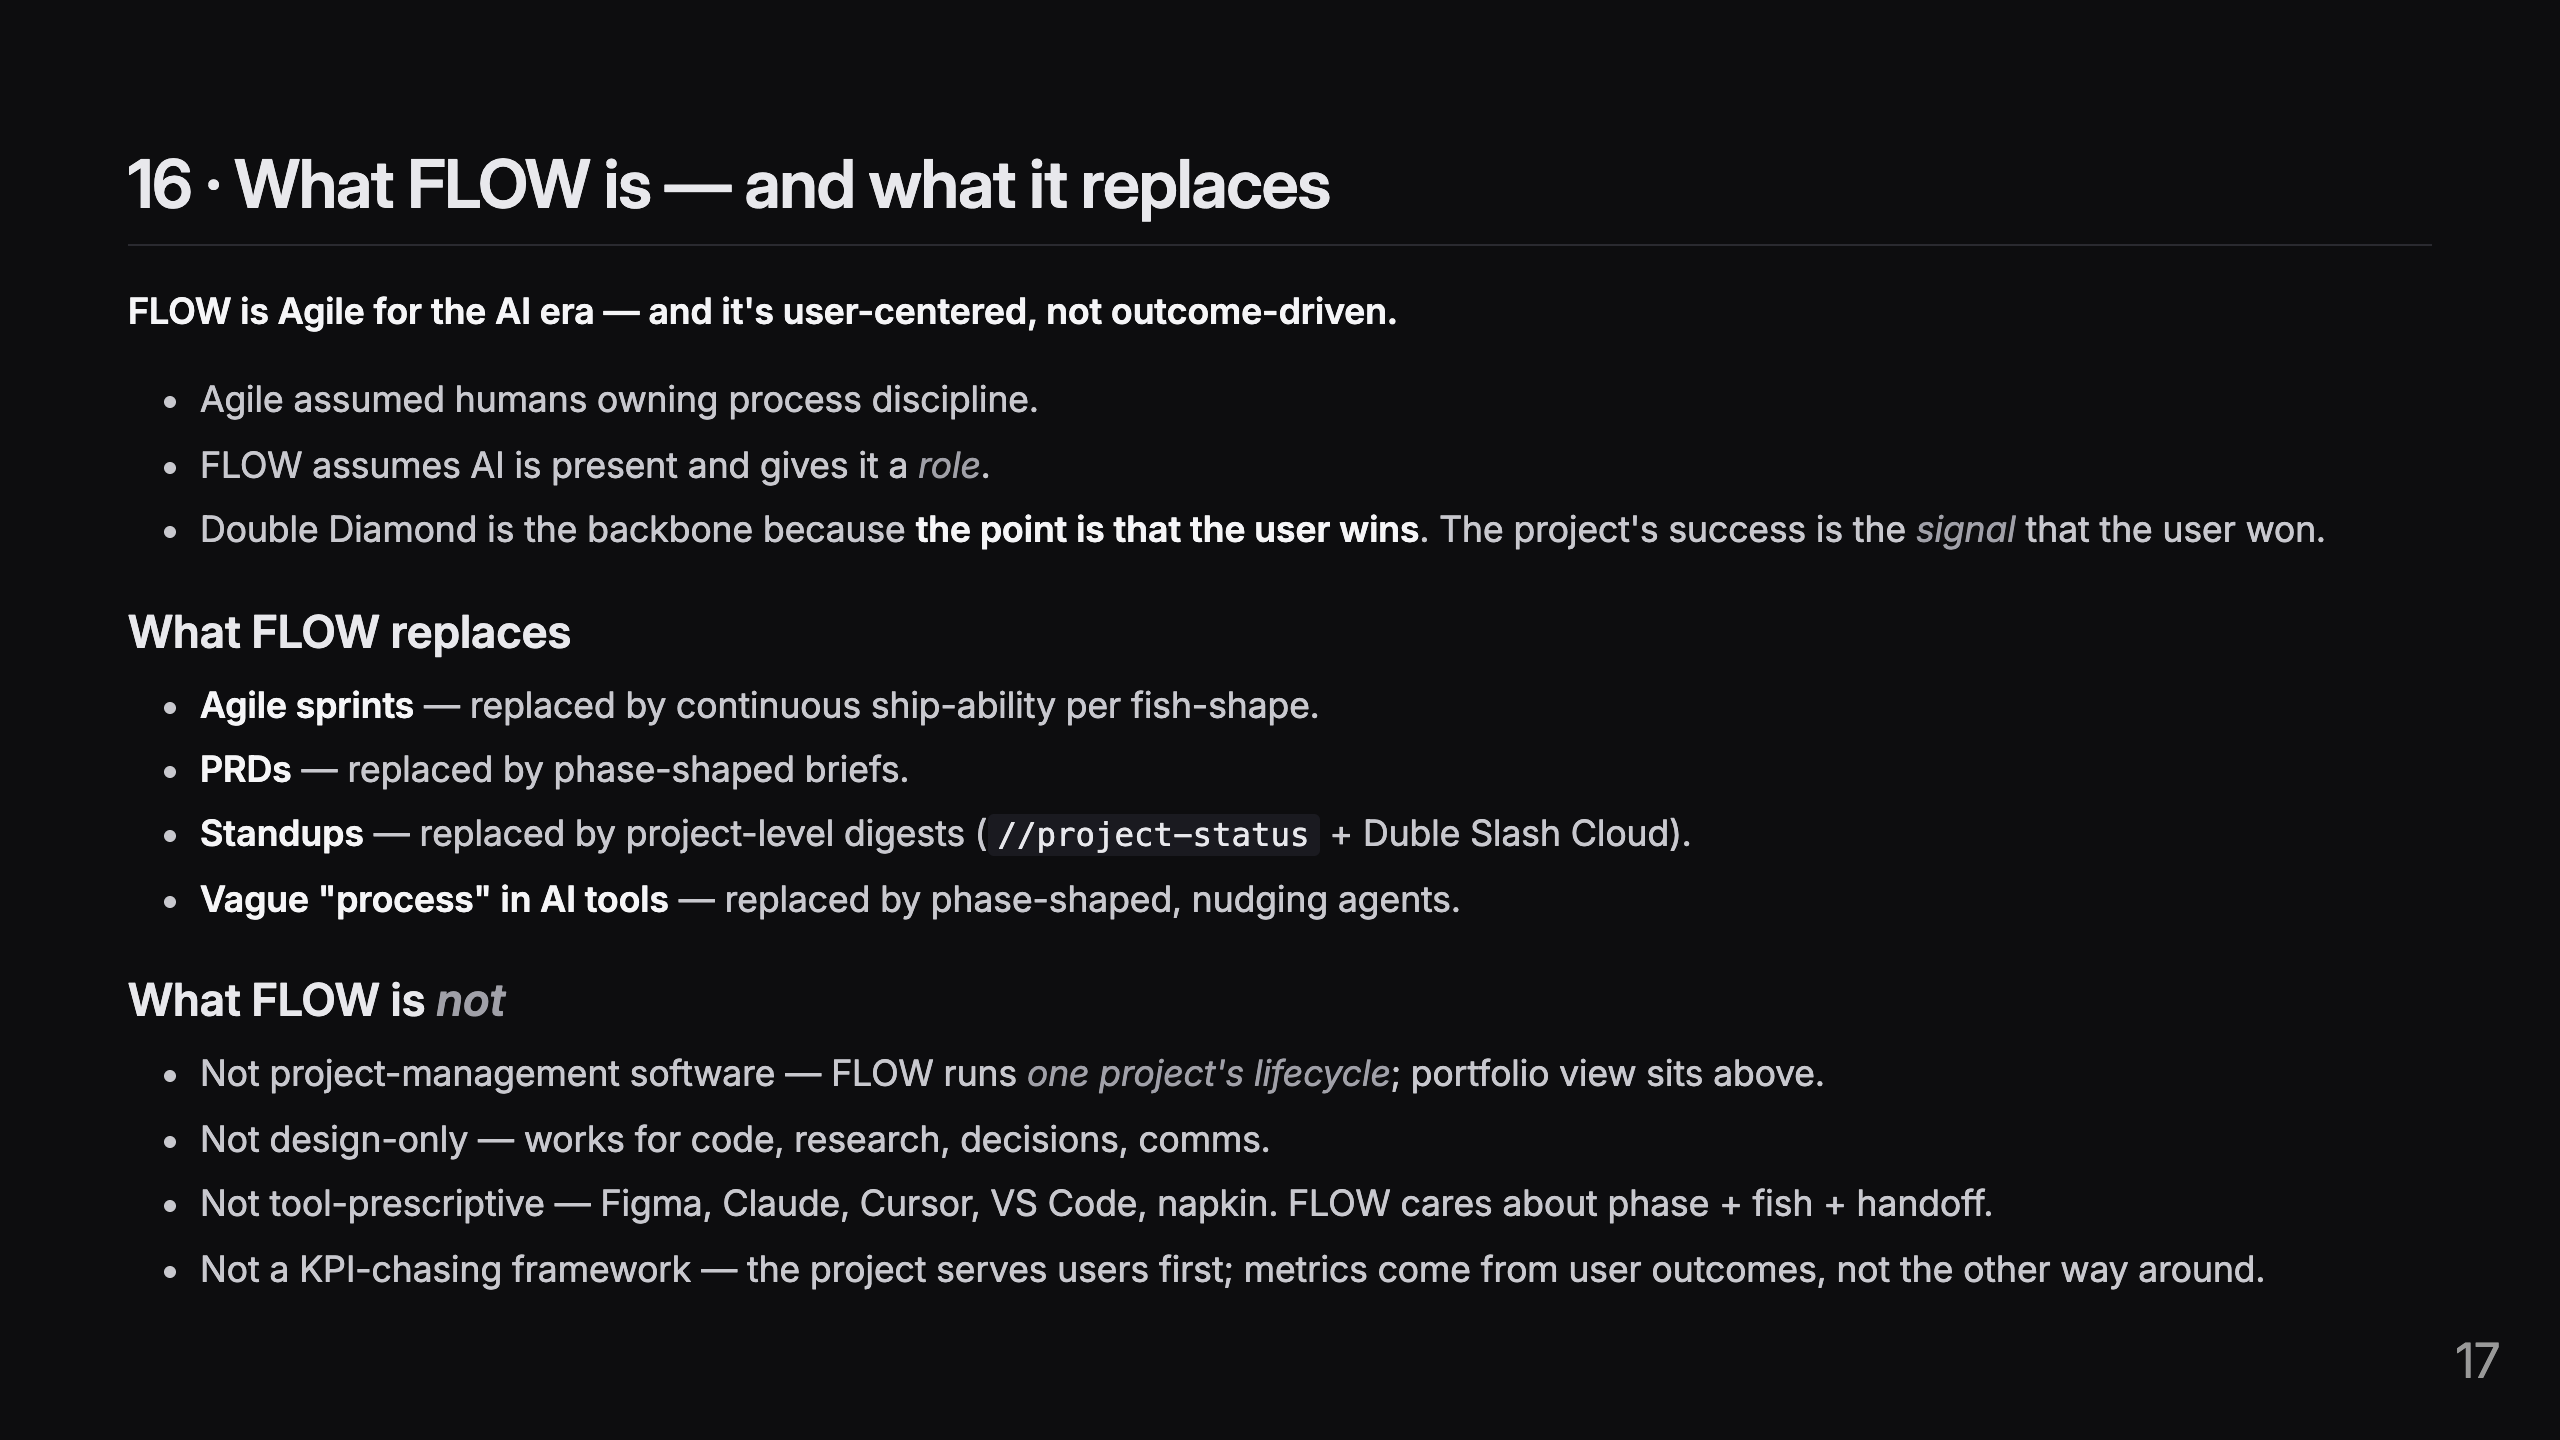 16 · What FLOW is — and what it replaces
FLOW is Agile for the AI era — and it's user-centered, not outcome-driven.
• Agile assumed humans owning process discipline.
• FLOW assumes AI is present and gives it a role.
• Double Diamond is the backbone because the point is that the user wins. The project's success is the signal that the user won.
What FLOW replaces
• Agile sprints — replaced by continuous ship-ability per fish-shape.
• PRDs — replaced by phase-shaped briefs.
• Standups — replaced by project-level digests (//project-status + Duble Slash Cloud).
• Vague "process" in AI tools — replaced by phase-shaped, nudging agents.
What FLOW is not
• Not project-management software — FLOW runs one project's lifecycle; portfolio view sits above.
• Not design-only — works for code, research, decisions, comms.
• Not tool-prescriptive — Figma, Claude, Cursor, VS Code, napkin. FLOW cares about phase + fish + handoff.
• Not a KPI-chasing framework — the project serves users first; metrics come from user outcomes, not the other way around.
17